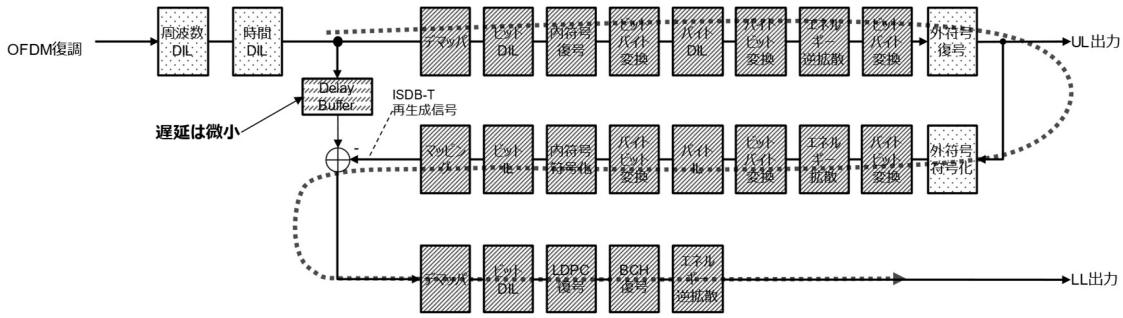 OFDM復調
周波数
DIL
時間
DIL
デマッパ
ビット
DIL
内符号
復号
ビット
バイト
変換
バイト
DIL
バイト
ビット
変換
エネル
ギー
逆拡散
ビット
バイト
変換
外符号
復号
UL出力
Delay
Buffer
遅延は微小
ISDB-T
再生成信号
-
マッピン
グ
ビット
IL
内符号
符号化
バイト
ビット
変換
バイト
IL
ビット
バイト
変換
エネル
ギー
拡散
バイト
ビット
変換
外符号
符号化
デマッパ
ビット
DIL
LDPC
復号
BCH
復号
エネル
ギー
逆拡散
LL出力